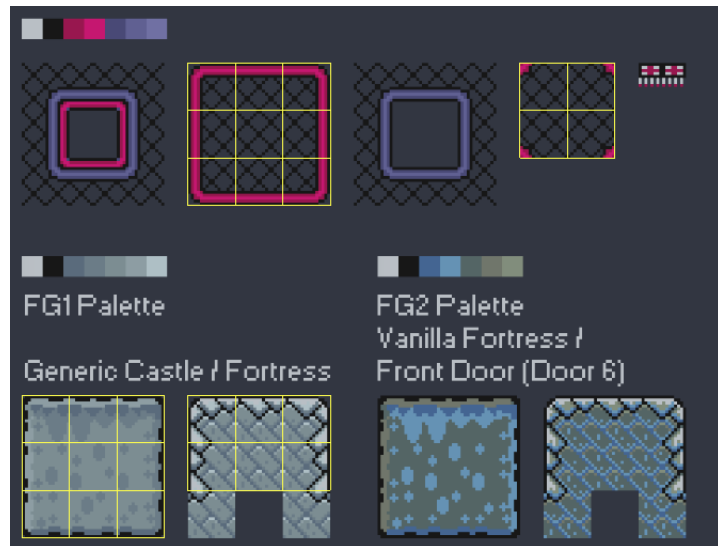 FG1 Palette
Generic Castle / Fortress
FG2 Palette
Vanilla Fortress /
Front Door (Door 6)